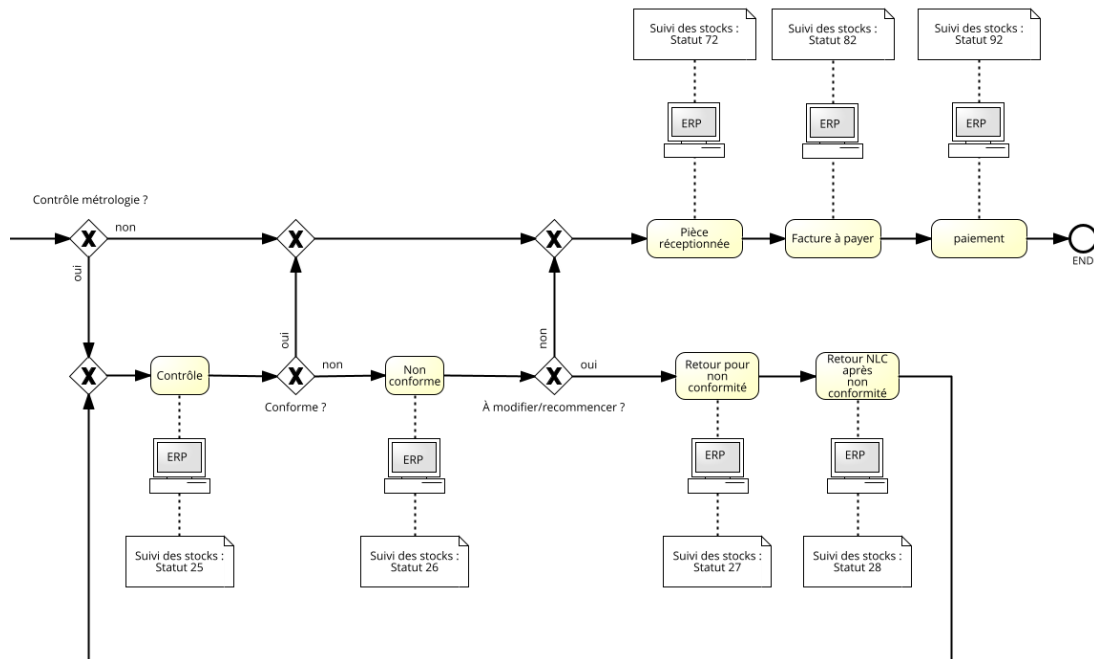 Suivi des stocks :
Statut 72
Suivi des stocks :
Statut 82
Suivi des stocks :
Statut 92
ERP
ERP
ERP
Contrôle métrologie ?
non
oui
Pièce
réceptionnée
Facture à payer
paiement
END
oui
non
Contrôle
non
Conforme ?
Non
conforme
À modifier/recommencer ?
oui
Retour pour
non
conformité
Retour NLC
après
non
conformité
ERP
ERP
ERP
ERP
Suivi des stocks :
Statut 25
Suivi des stocks :
Statut 26
Suivi des stocks :
Statut 27
Suivi des stocks :
Statut 28